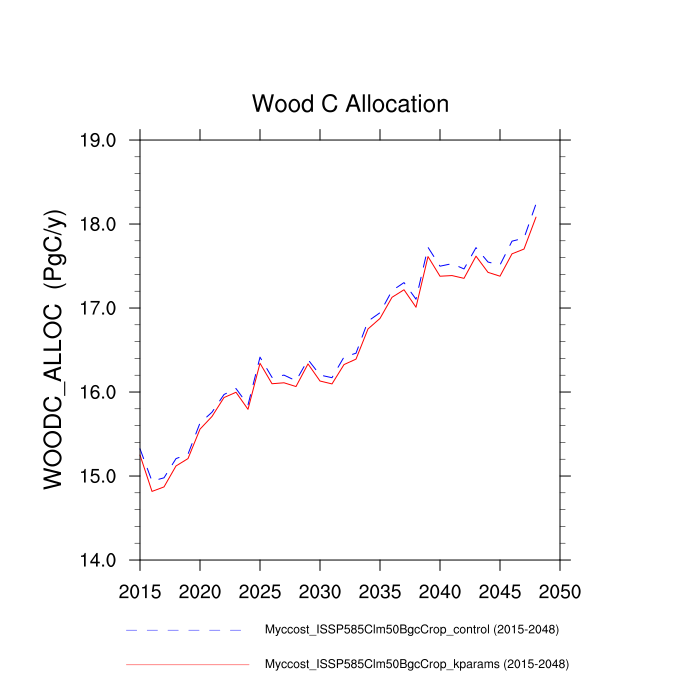 Wood C Allocation
WOODC_ALLOC (PgC/y)
19.0
18.0
17.0
16.0
15.0
14.0
2015 2020 2025 2030 2035 2040 2045 2050
Myccost_ISSP585Clm50BgcCrop_control (2015-2048)
Myccost_ISSP585Clm50BgcCrop_kparams (2015-2048)